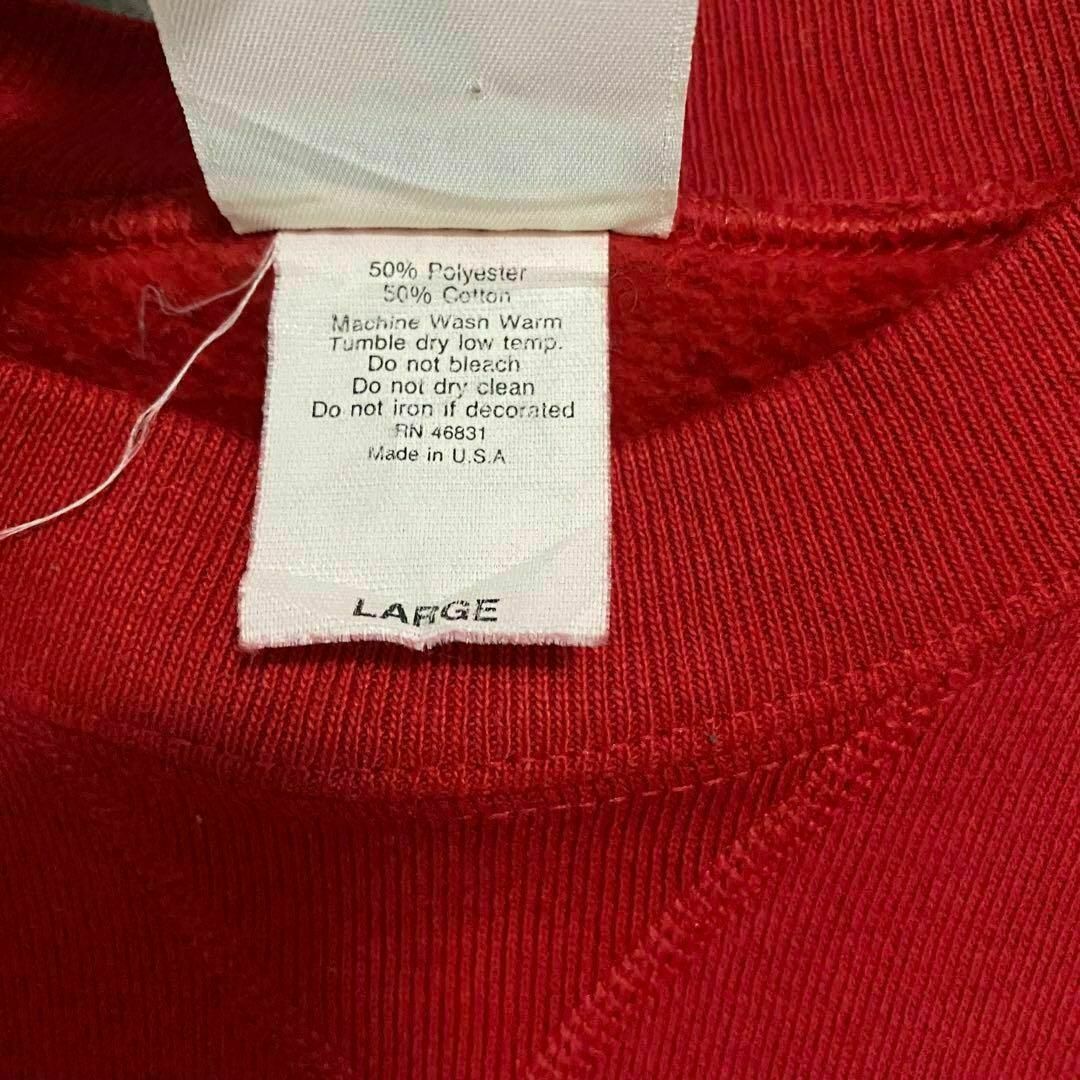 50% Polyester
50% Cotton
Machine Wash Warm
Tumble dry low temp.
Do not bleach
Do not dry clean
Do not iron if decorated
RN 46831
Made in U.S.A
LARGE